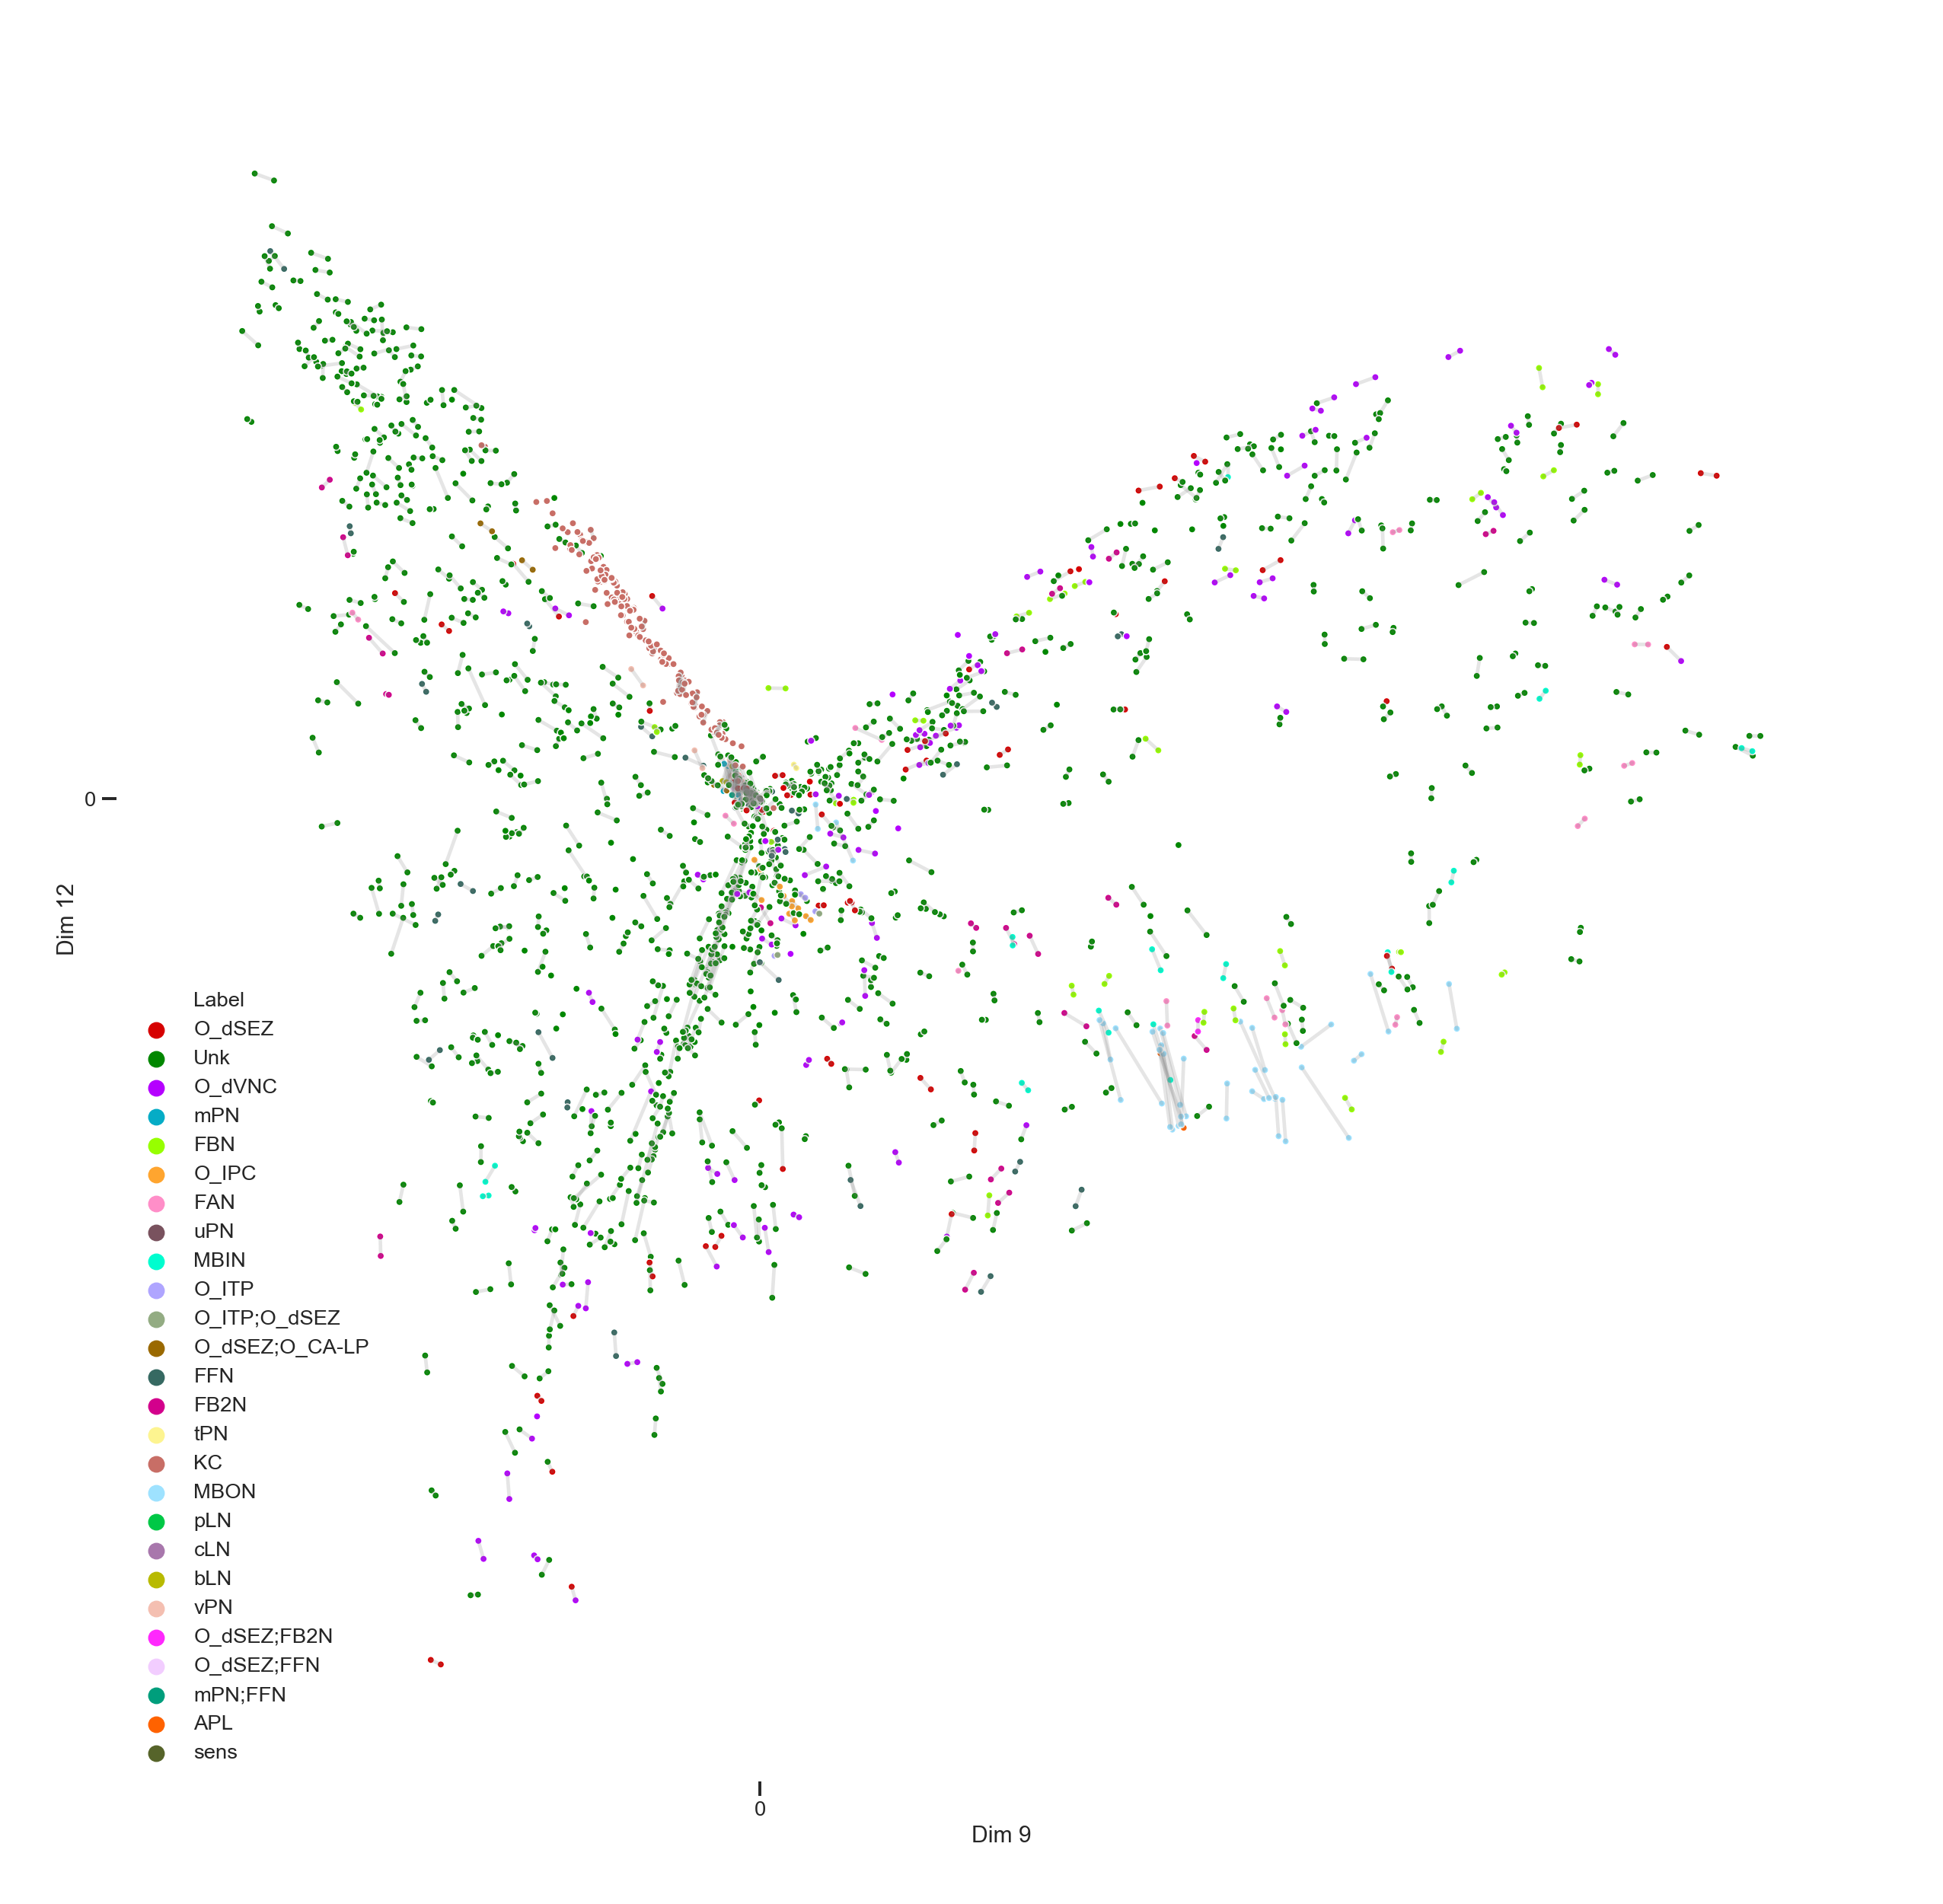 0
Dim 12
Label
O_dSEZ
Unk
O_dVNC
mPN
FBN
O_IPC
FAN
uPN
MBIN
O_ITP
O_ITP;O_dSEZ
O_dSEZ;O_CA-LP
FFN
FB2N
tPN
KC
MBON
pLN
cLN
bLN
vPN
O_dSEZ;FB2N
O_dSEZ;FFN
mPN;FFN
APL
sens
0
Dim 9